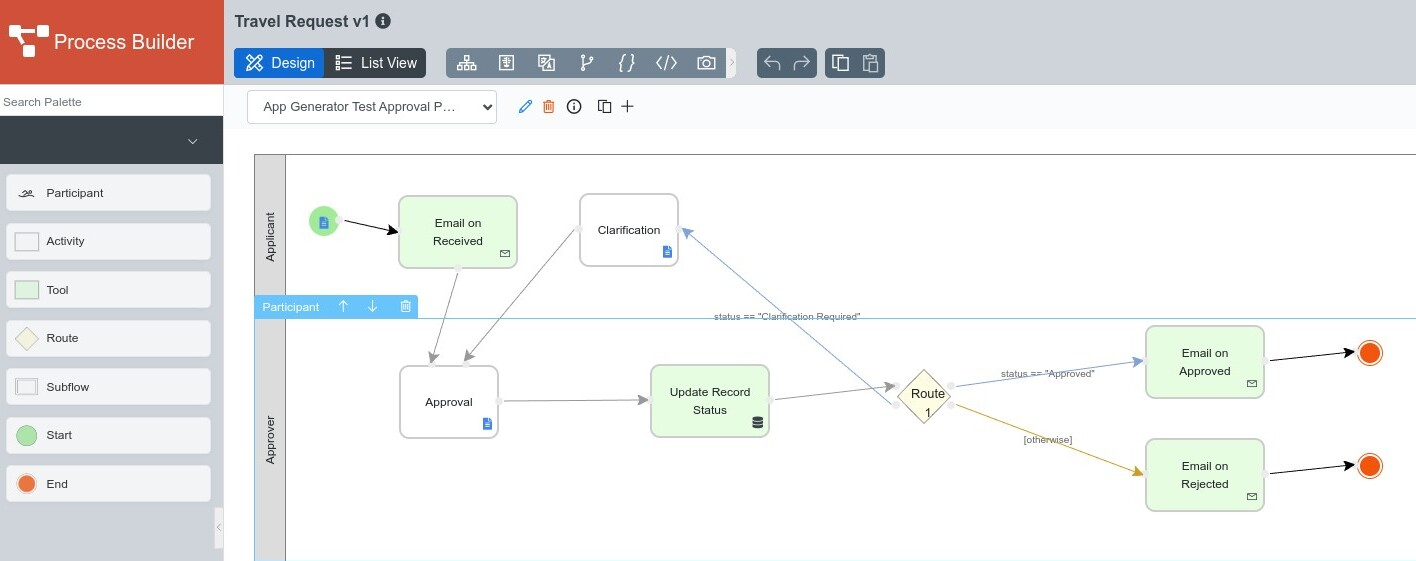 Process Builder
Travel Request v1
Design
List View
Search Palette
App Generator Test Approval P...
Participant
Activity
Tool
Route
Subflow
Start
End
Applicant
Email on
Received
Clarification
Participant
status == "Clarification Required"
Approver
Approval
Update Record
Status
Route
1
status == "Approved"
[otherwise]
Email on
Approved
Email on
Rejected